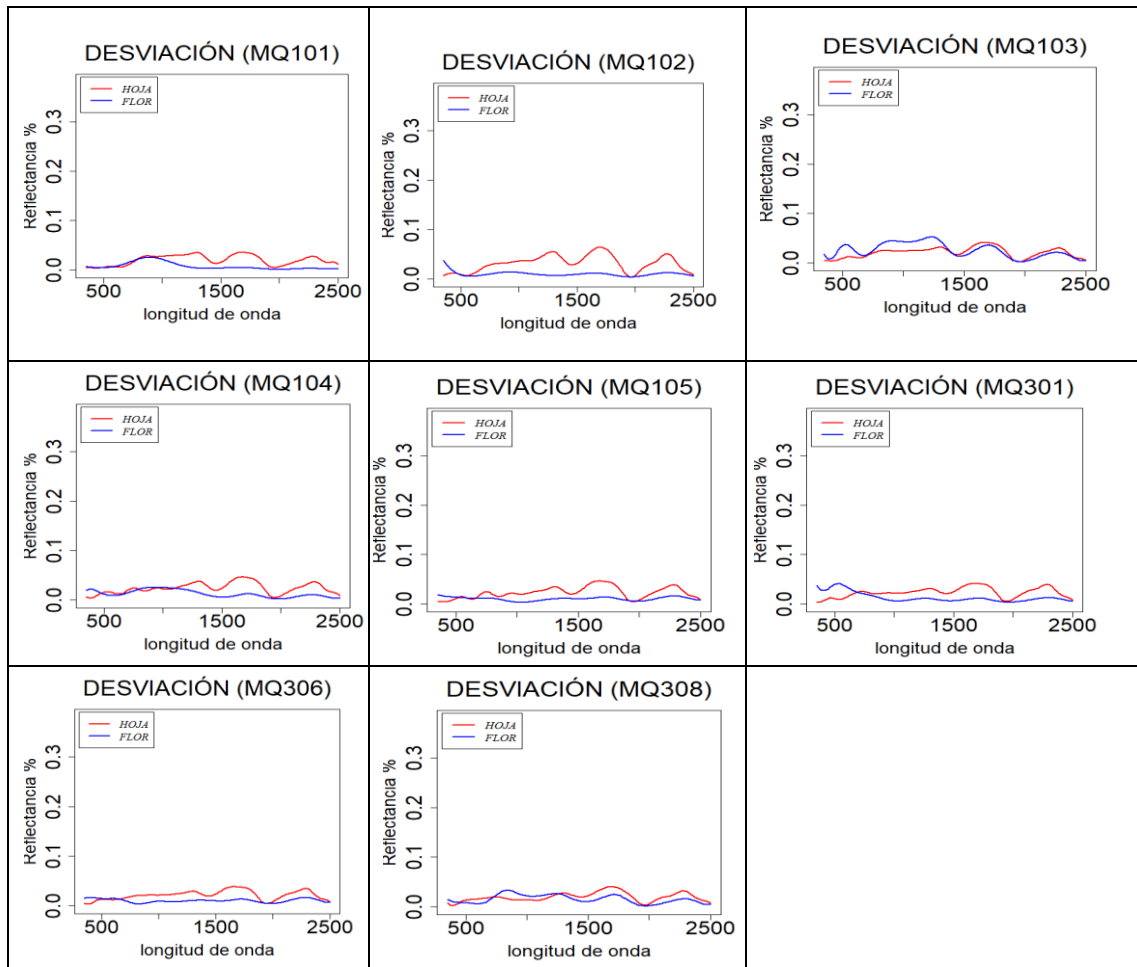 DESVIACIÓN (MQ101)
HOJA
FLOR
Reflectancia %
0.0 0.1 0.2 0.3
500 1500 2500
longitud de onda
DESVIACIÓN (MQ102)
HOJA
FLOR
Reflectancia %
0.0 0.1 0.2 0.3
500 1500 2500
longitud de onda
DESVIACIÓN (MQ103)
HOJA
FLOR
Reflectancia %
0.0 0.1 0.2 0.3
500 1500 2500
longitud de onda
DESVIACIÓN (MQ104)
HOJA
FLOR
Reflectancia %
0.0 0.1 0.2 0.3
500 1500 2500
longitud de onda
DESVIACIÓN (MQ105)
HOJA
FLOR
Reflectancia %
0.0 0.1 0.2 0.3
500 1500 2500
longitud de onda
DESVIACIÓN (MQ301)
HOJA
FLOR
Reflectancia %
0.0 0.1 0.2 0.3
500 1500 2500
longitud de onda
DESVIACIÓN (MQ306)
HOJA
FLOR
Reflectancia %
0.0 0.1 0.2 0.3
500 1500 2500
longitud de onda
DESVIACIÓN (MQ308)
HOJA
FLOR
Reflectancia %
0.0 0.1 0.2 0.3
500 1500 2500
longitud de onda